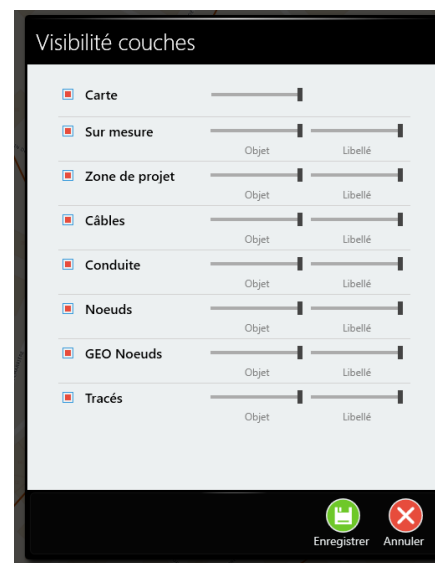 Visibilité couches
Carte
Sur mesure
Objet Libellé
Zone de projet
Objet Libellé
Câbles
Objet Libellé
Conduite
Objet Libellé
Noeuds
Objet Libellé
GEO Noeuds
Objet Libellé
Tracés
Objet Libellé
Enregistrer Annuler